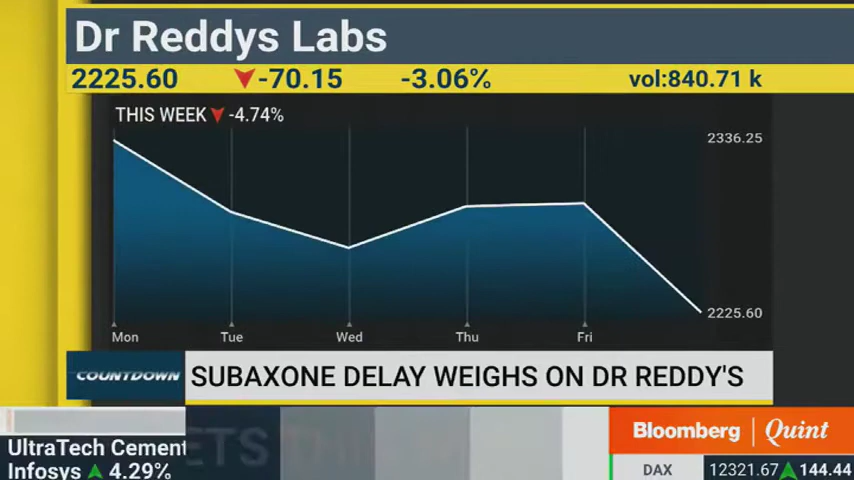 Dr Reddys Labs
2225.60 -70.15 -3.06% vol:840.71 k
THIS WEEK -4.74%
2336.25
2225.60
Mon Tue Wed Thu Fri
COUNTDOWN SUBAXONE DELAY WEIGHS ON DR REDDY'S
Bloomberg | Quint
UltraTech Cement
Infosys 4.29%
DAX 12321.67 144.44